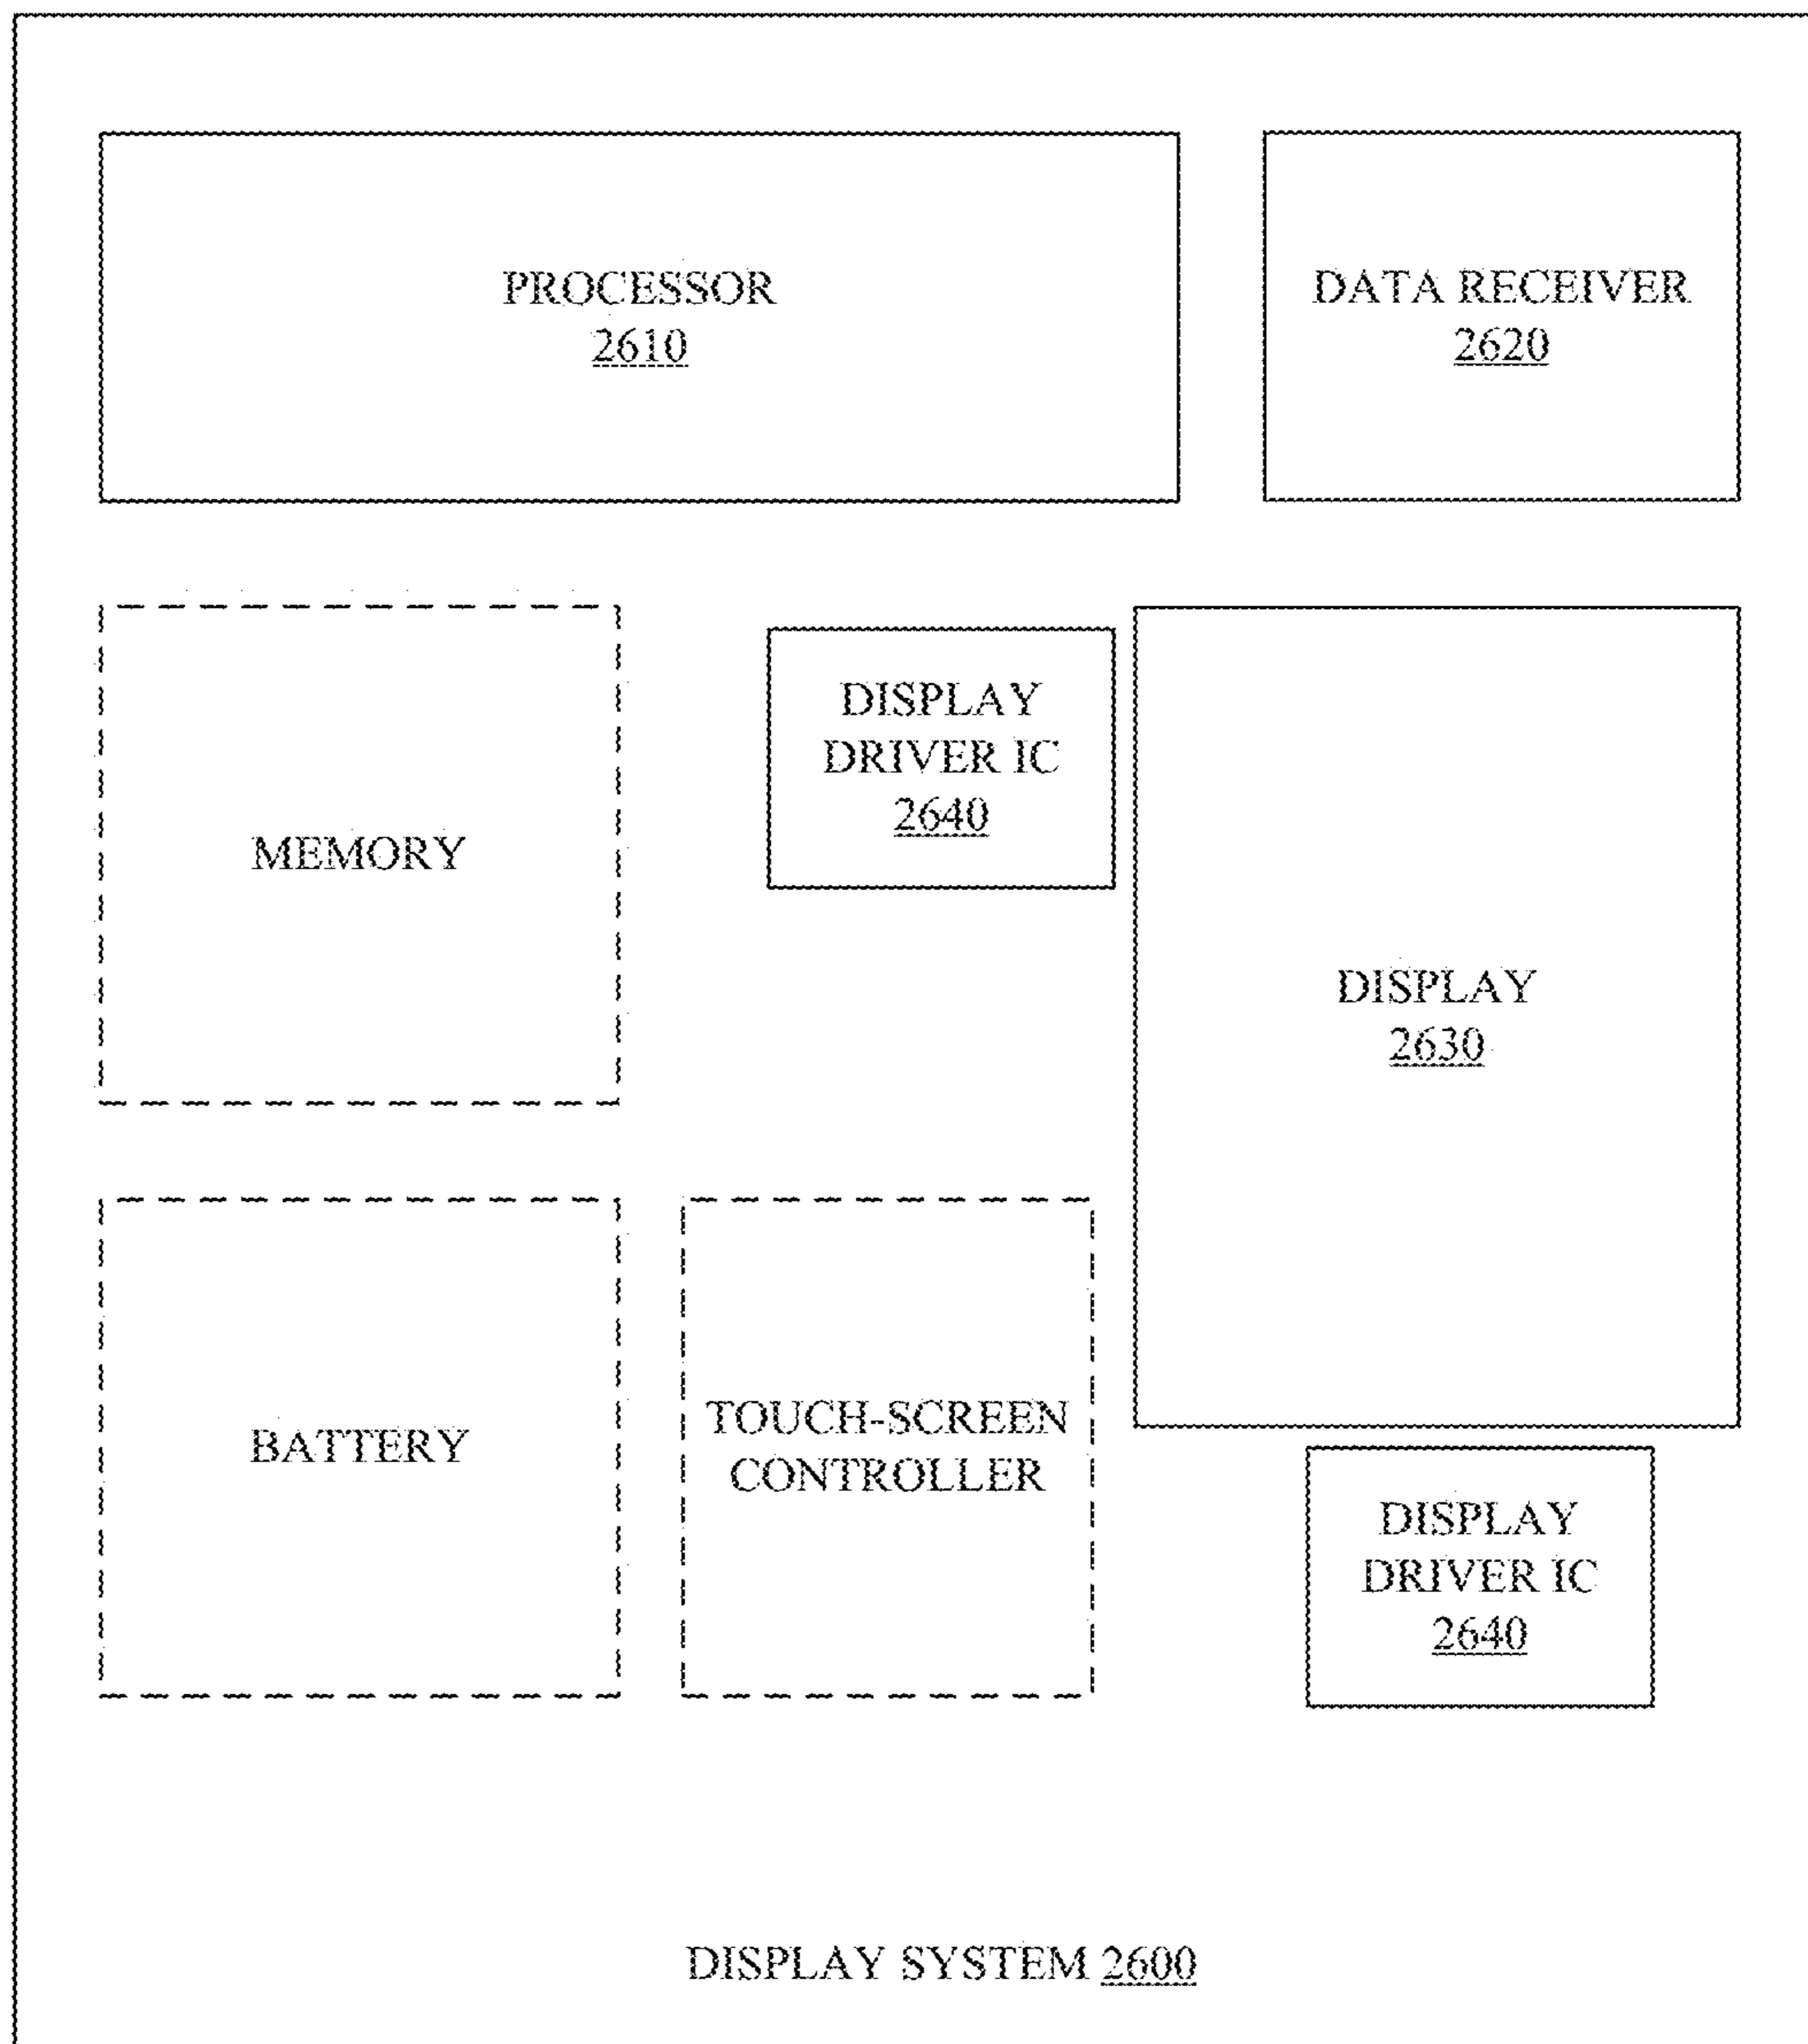 PROCESSOR
2610
DATA RECEIVER
2620
MEMORY
DISPLAY
DRIVER IC
2640
DISPLAY
2630
BATTERY
TOUCH-SCREEN
CONTROLLER
DISPLAY
DRIVER IC
2640
DISPLAY SYSTEM 2600